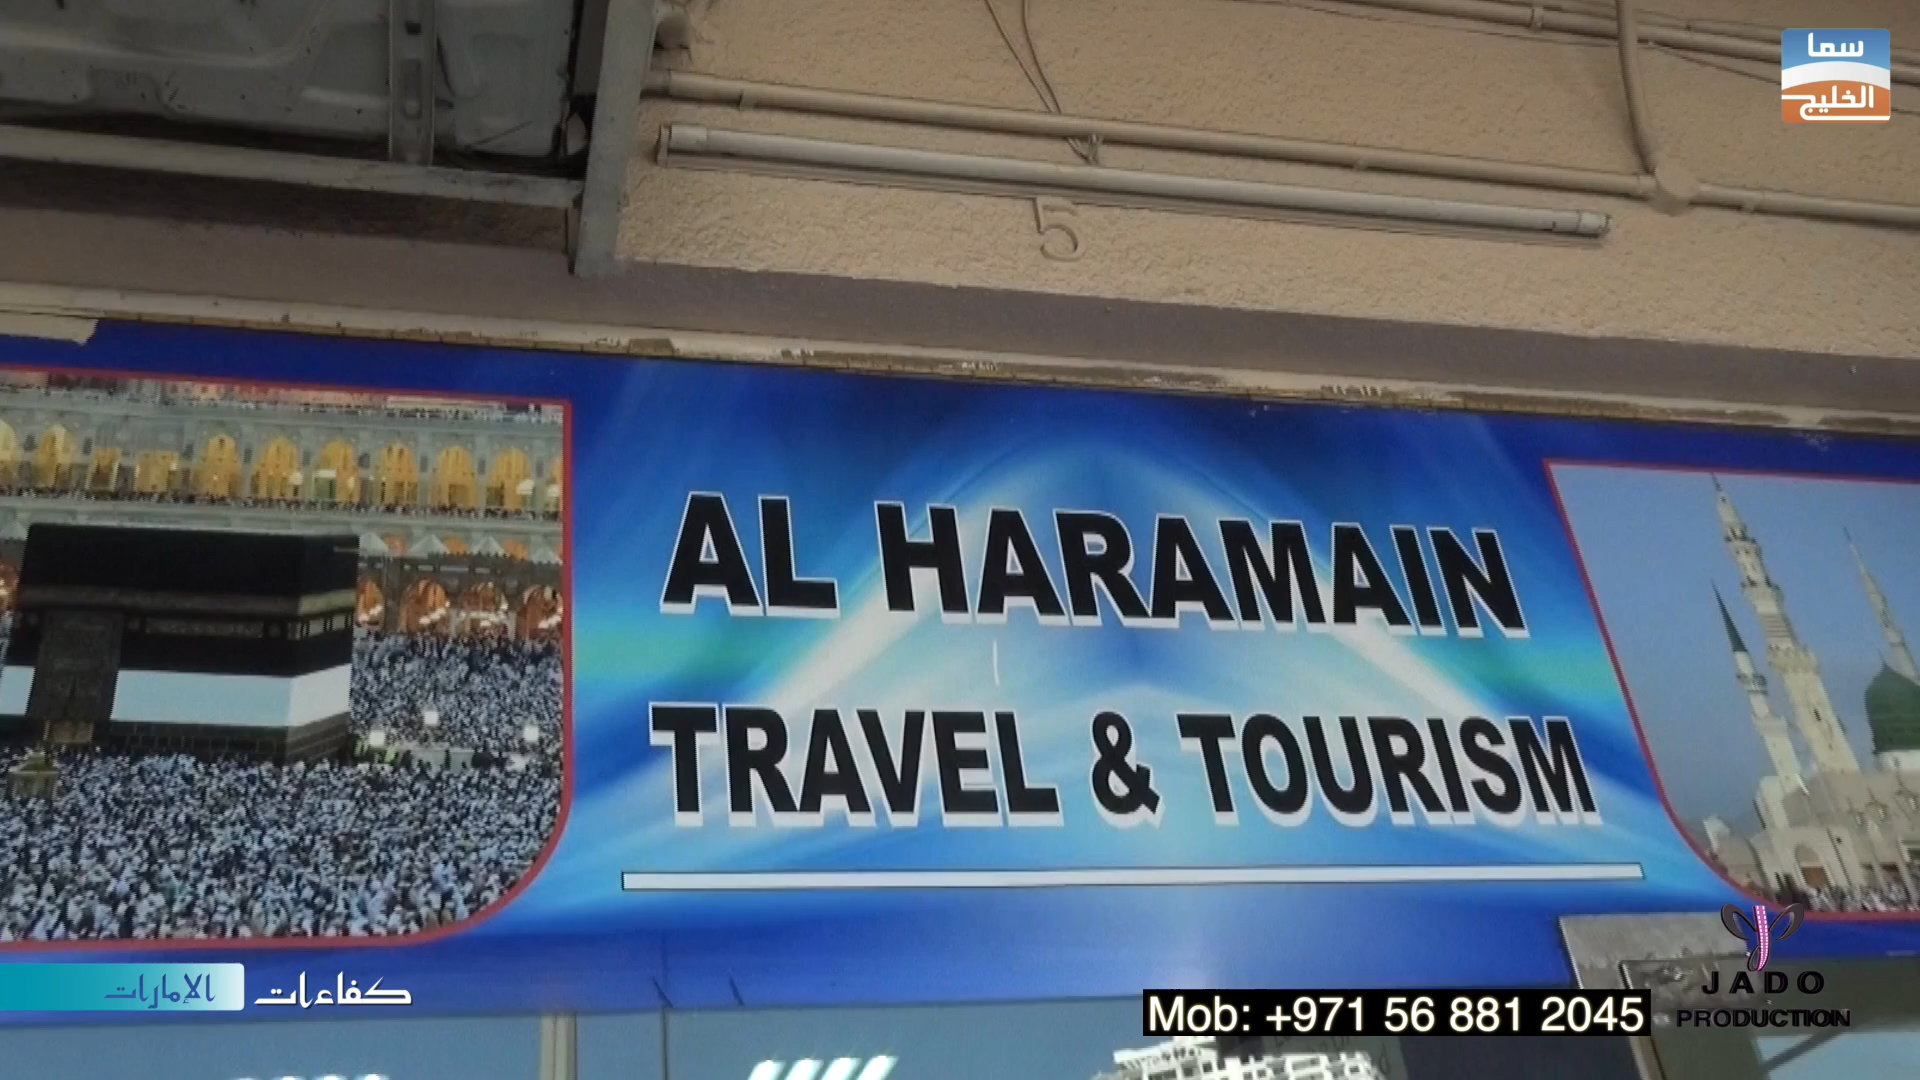 سما
الخليج
5
AL HARAMAIN
TRAVEL & TOURISM
كفاءات الإمارات
Mob: +971 56 881 2045
JADO
PRODUCTION